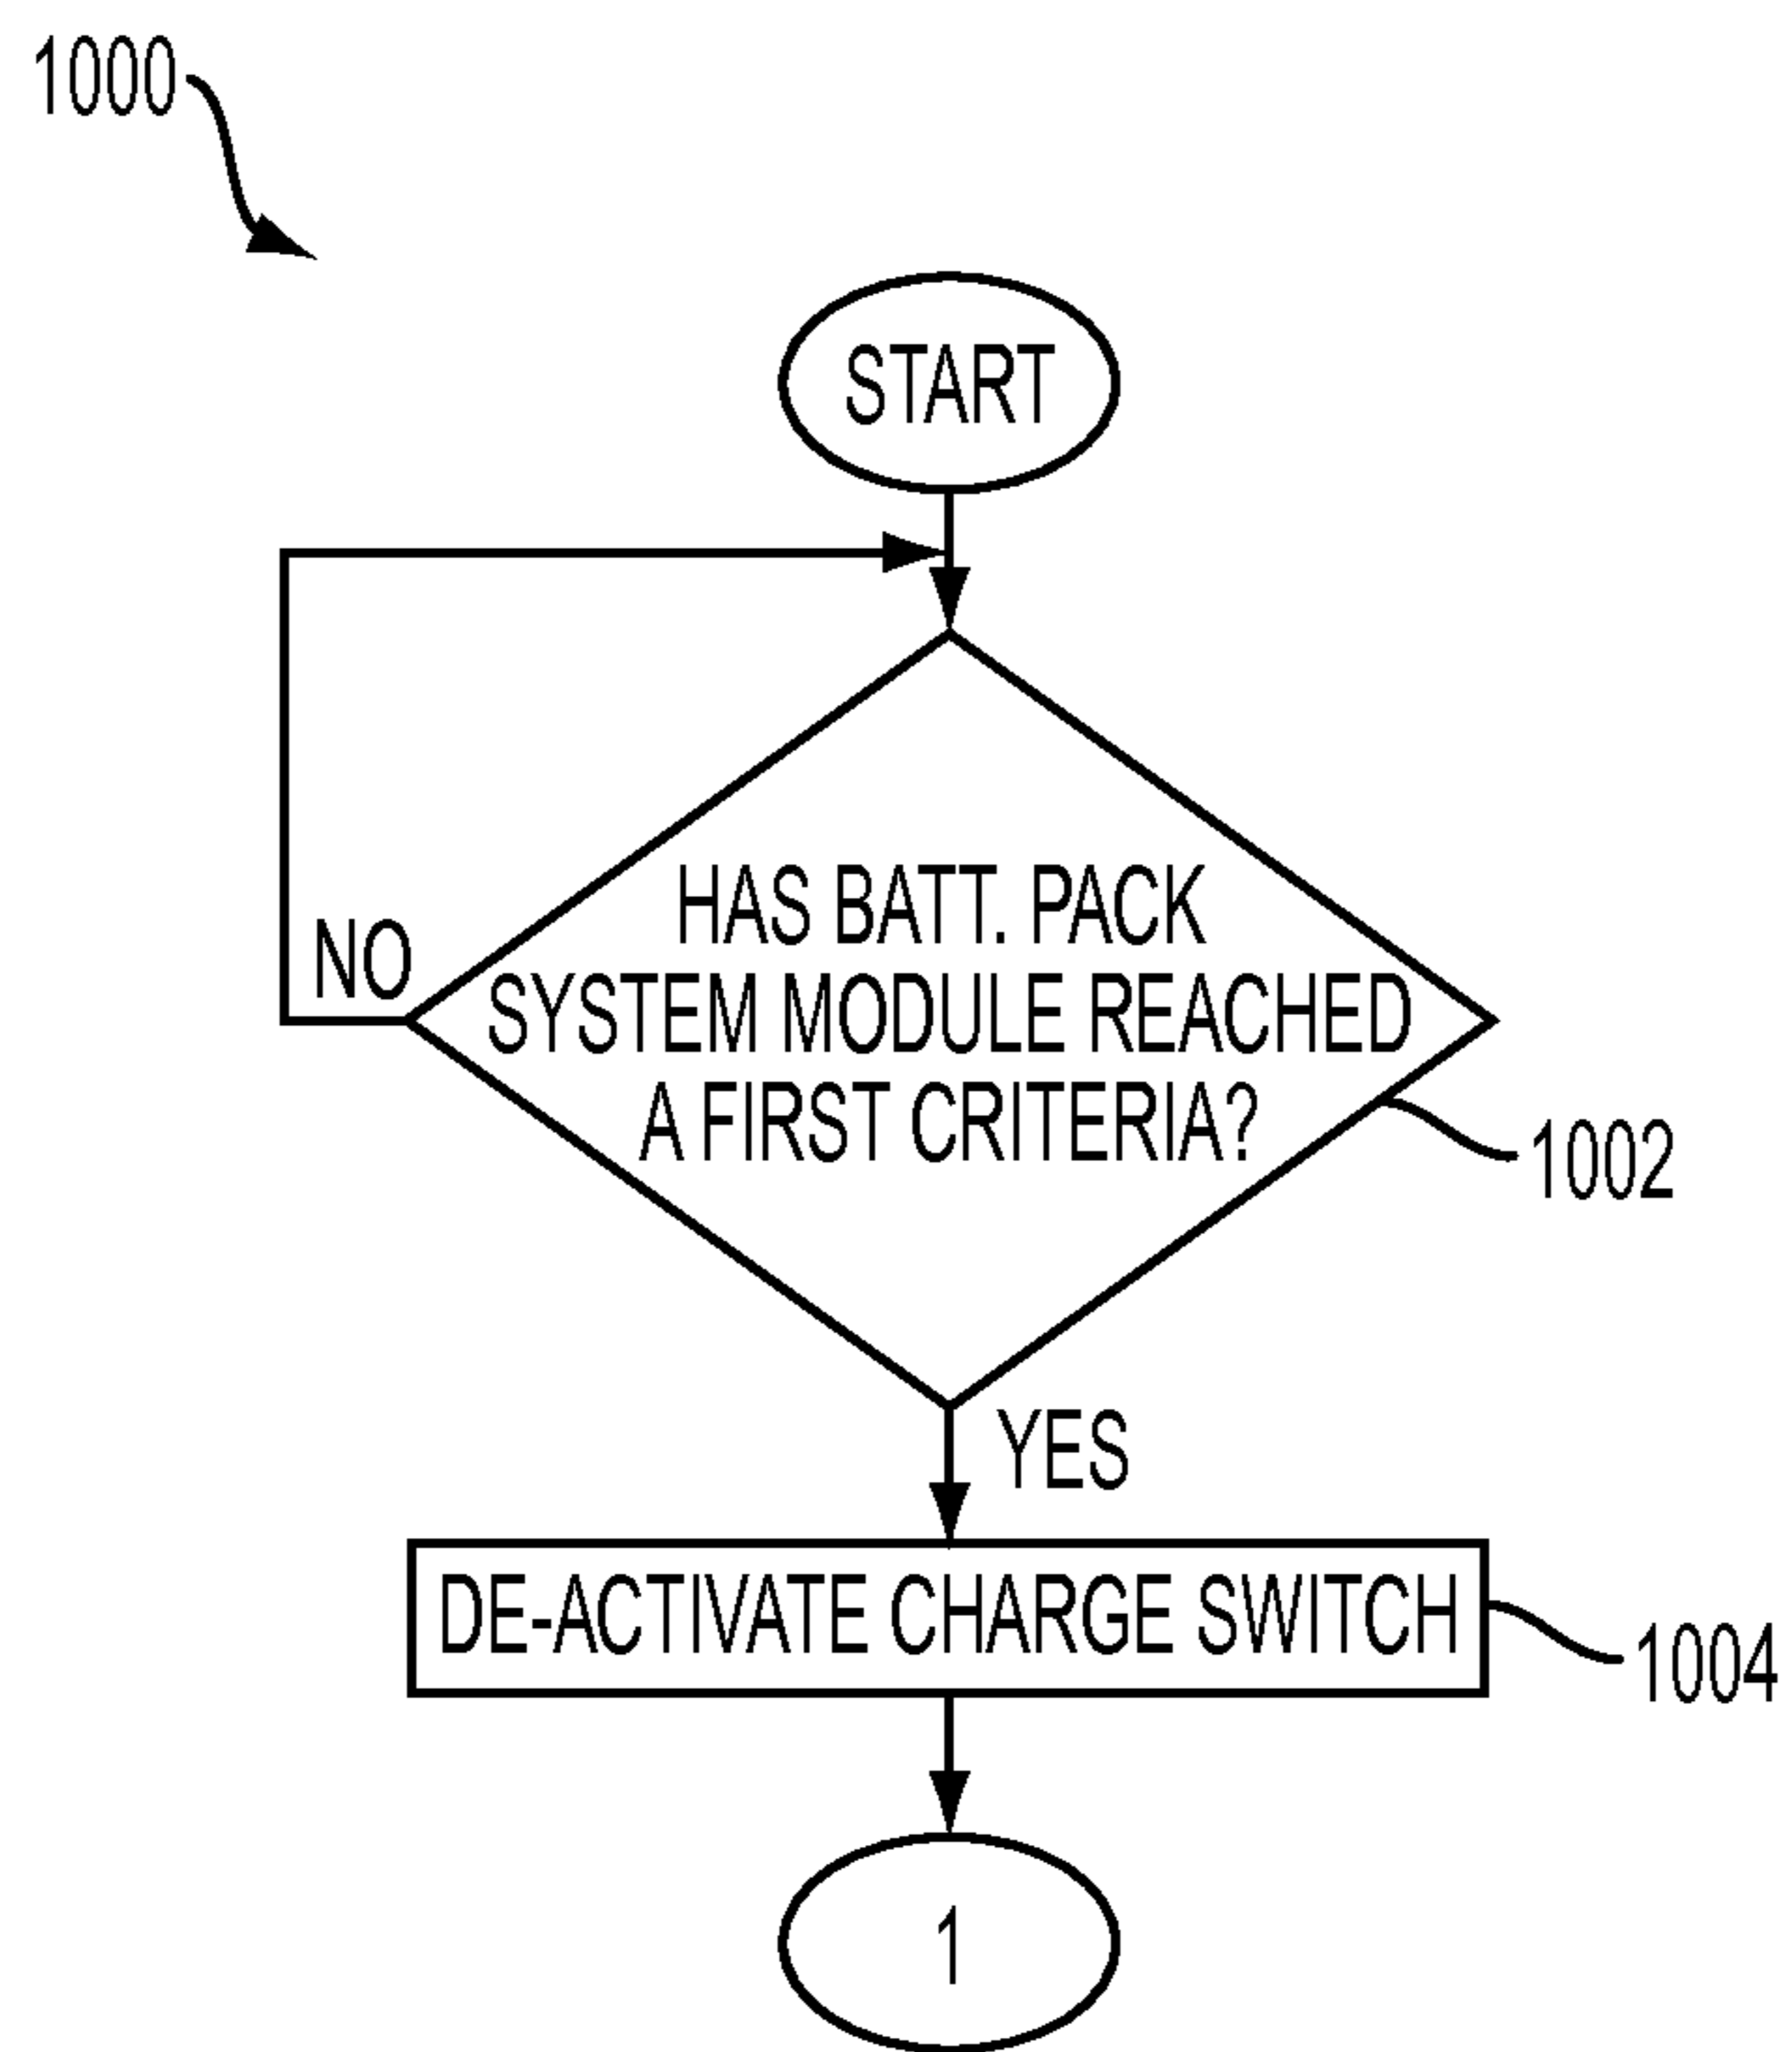 1000
START
HAS BATT. PACK
SYSTEM MODULE REACHED
A FIRST CRITERIA?
NO
1002
YES
DE-ACTIVATE CHARGE SWITCH
1004
1